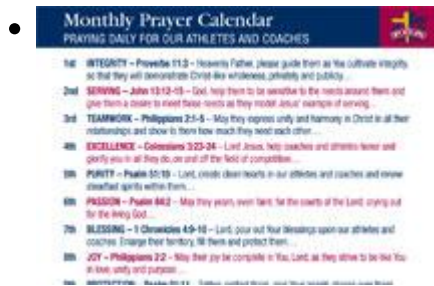 Monthly Prayer Calendar
PRAYING DAILY FOR OUR ATHLETES AND COACHES
1st INTEGRITY – Proverbs 11:3 – Heavenly Father, please guide them as You cultivate integrity,
so that they will demonstrate Christ-like wholeness, privately and publicly…
2nd SERVING – John 13:12-15 – God, help them to be sensitive to the needs around them and
give them a desire to meet those needs as they model Jesus' example of serving…
3rd TEAMWORK – Philippians 2:1-5 – May they express unity and harmony in Christ in all their
relationships and show to them how much they need each other…
4th EXCELLENCE – Colossians 3:23-24 – Lord Jesus, help coaches and athletes honor and
glorify you in all they do, on and off the field of competition…
5th PURITY – Psalm 51:10 – Lord, create clean hearts in our athletes and coaches and renew
steadfast spirits within them…
6th PASSION – Psalm 84:2 – May they yearn, even faint, for the courts of the Lord, crying out
for the living God…
7th BLESSING – 1 Chronicles 4:9-10 – Lord, pour out Your blessings upon our athletes and
coaches. Enlarge their territory, fill them and protect them…
8th JOY – Philippians 2:2 – May their joy be complete in You, Lord, as they strive to be like You
in love, unity and purpose…
9th PROTECTION